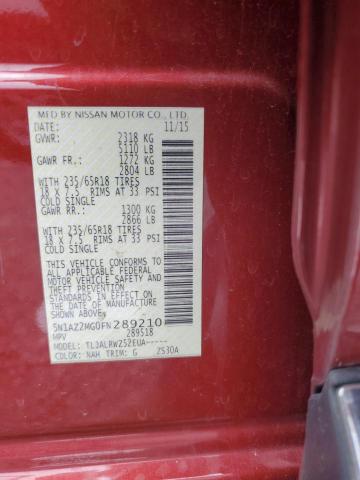 MFD BY NISSAN MOTOR CO., LTD.
DATE: 11/15
GVWR: 2318 KG
5110 LB
GAWR FR.: 1272 KG
2804 LB
WITH 235/65R18 TIRES
18 X 7.5 RIMS AT 33 PSI
COLD SINGLE
GAWR RR.: 1300 KG
2866 LB
WITH 235/65R18 TIRES
18 X 7.5 RIMS AT 33 PSI
COLD SINGLE
THIS VEHICLE CONFORMS TO
ALL APPLICABLE FEDERAL
MOTOR VEHICLE SAFETY
STANDARDS IN EFFECT ON
THE DATE OF MANUFACTURE
SHOWN ABOVE.
5N1AZ2MG0FN289210
MPV 289518
MODEL: TLJALRWZ52EUA-----
COLOR: NAH TRIM: G 2530A